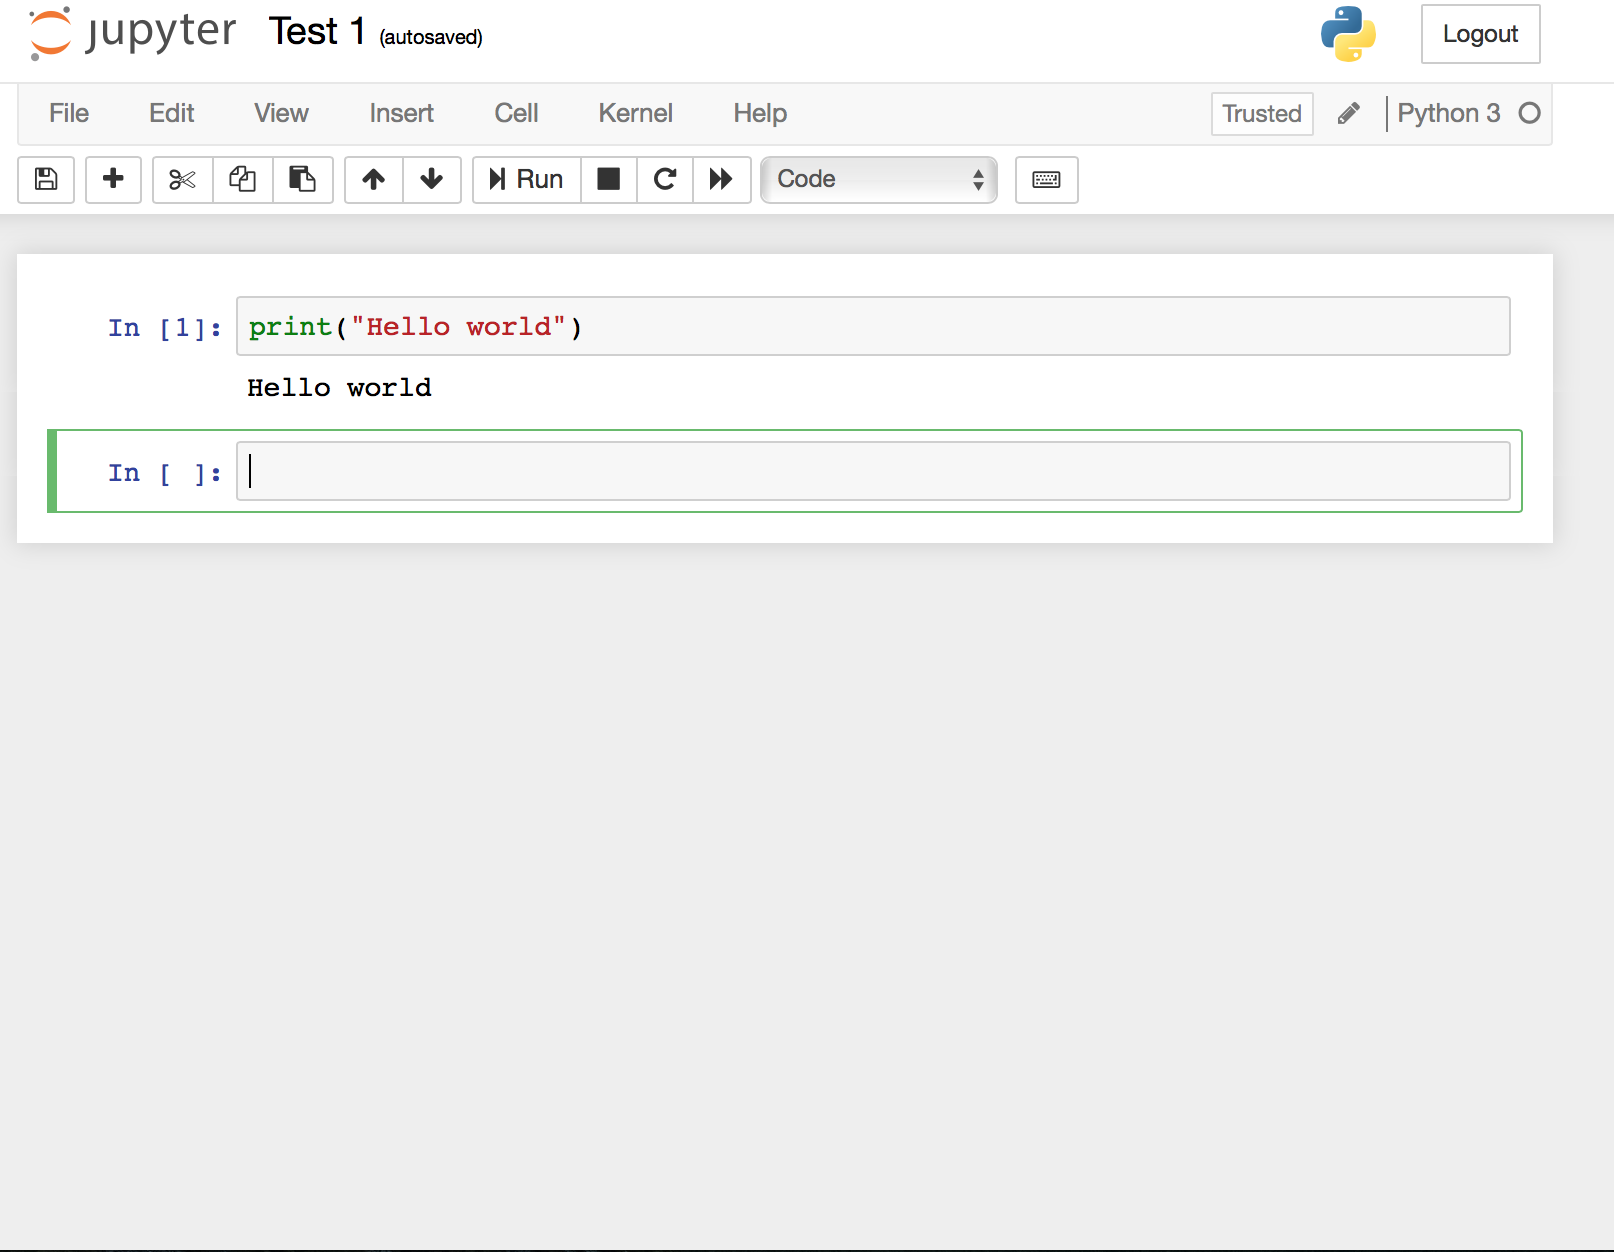 jupyter Test 1 (autosaved) Logout
File Edit View Insert Cell Kernel Help Trusted Python 3
Run Code
In [1]: print("Hello world")
Hello world
In [ ]: